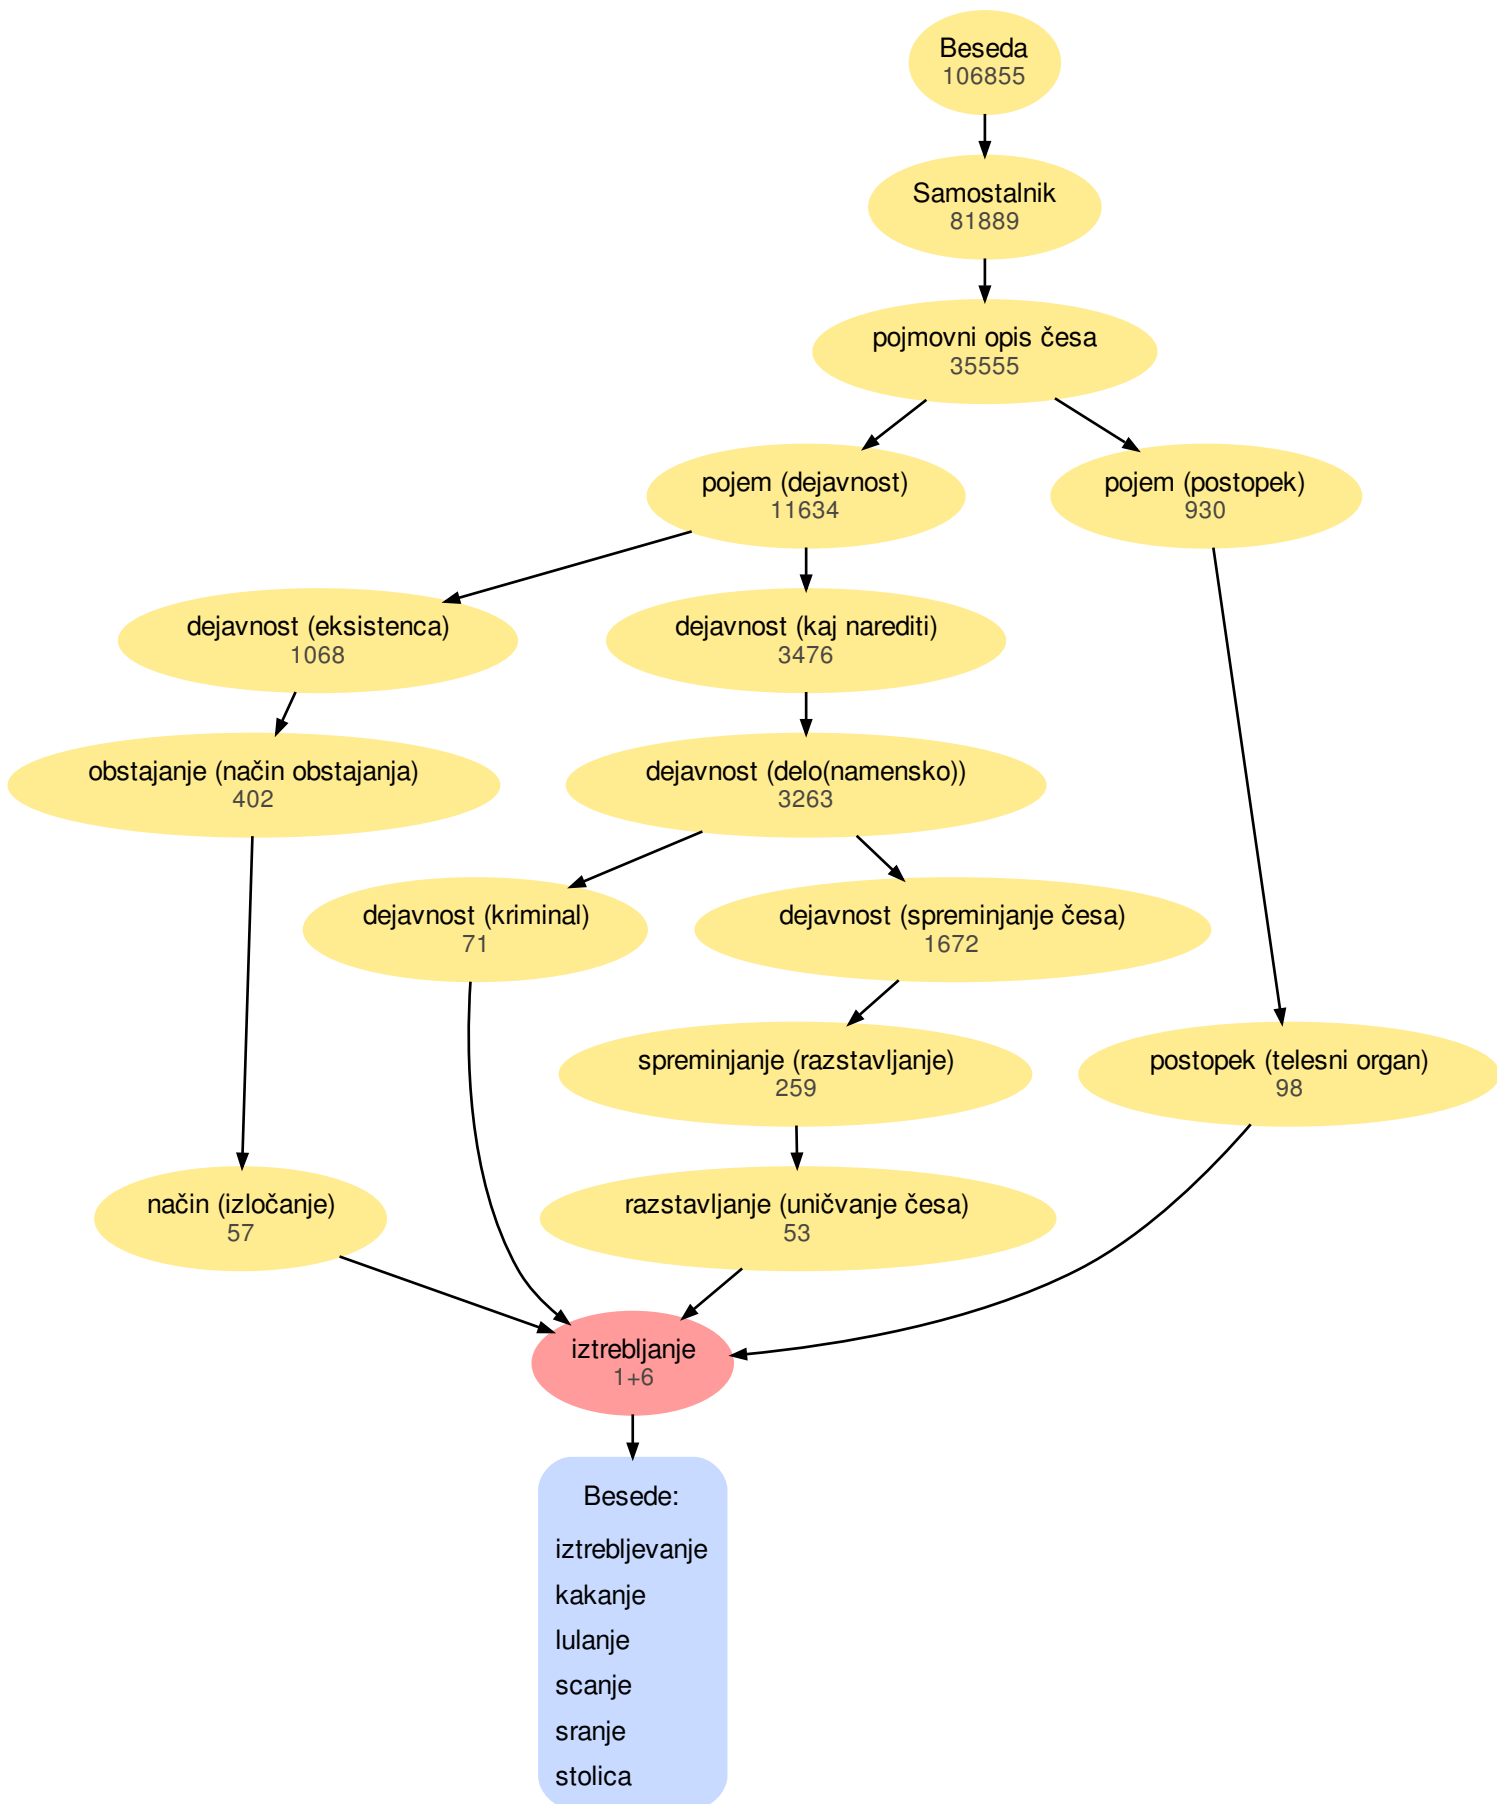 Beseda
106855
Samostalnik
81889
pojmovni opis česa
35555
pojem (dejavnost)
11634
pojem (postopek)
930
dejavnost (eksistenca)
1068
dejavnost (kaj narediti)
3476
obstajanje (način obstajanja)
402
dejavnost (delo(namensko))
3263
dejavnost (kriminal)
71
dejavnost (spreminjanje česa)
1672
spreminjanje (razstavljanje)
259
postopek (telesni organ)
98
način (izločanje)
57
razstavljanje (uničvanje česa)
53
iztrebljanje
1+6
Besede:
iztrebljevanje
kakanje
lulanje
scanje
sranje
stolica